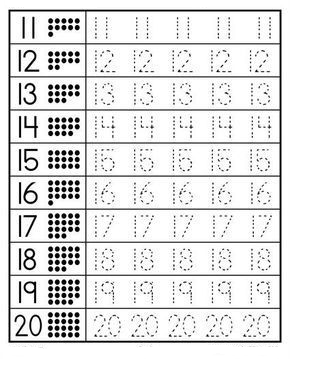 11 11 11 11 11 11
12 12 12 12 12 12
13 13 13 13 13 13
14 14 14 14 14 14
15 15 15 15 15 15
16 16 16 16 16 16
17 17 17 17 17 17
18 18 18 18 18 18
19 19 19 19 19 19
20 20 20 20 20 20